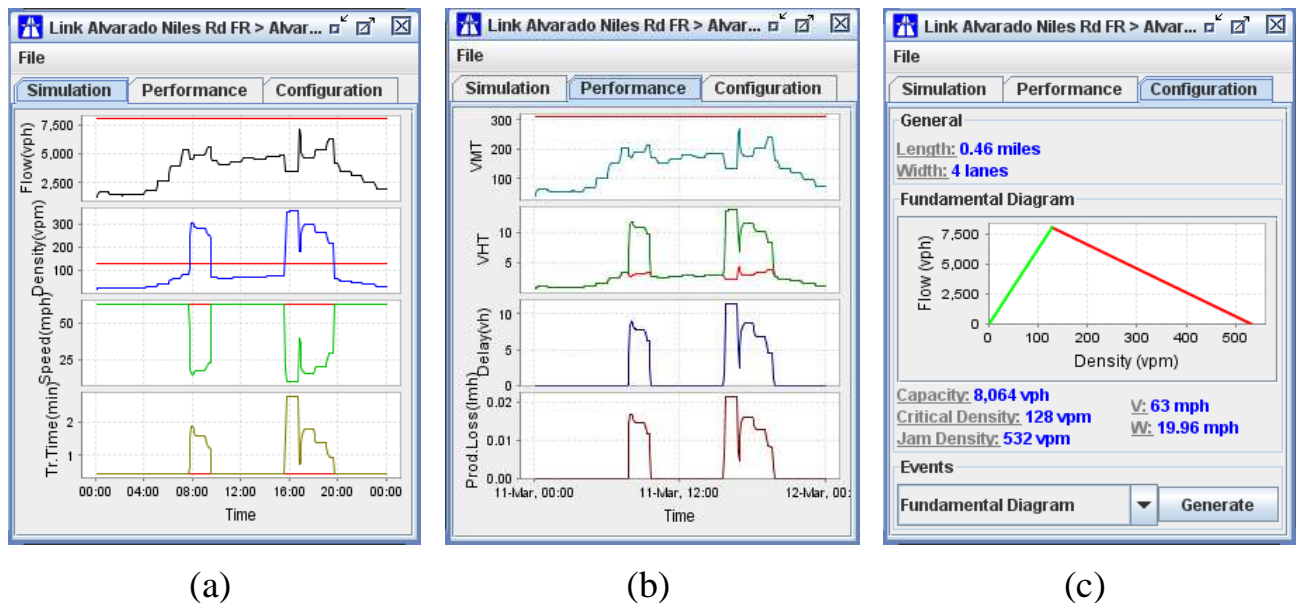 Link Alvarado Niles Rd FR > Alvar...
File
Simulation Performance Configuration
Flow(vph)
7,500
5,000
2,500
Density(vpm)
300
200
100
Speed(mph)
50
25
Tr.Time(min)
2
1
00:00 04:00 08:00 12:00 16:00 20:00 00:00
Time
(a)
Link Alvarado Niles Rd FR > Alvar...
File
Simulation Performance Configuration
VMT
300
200
100
VHT
10
5
Delay(vh)
10
5
0
Prod.Loss(lmh)
0.02
0.01
0.00
11-Mar, 00:00 11-Mar, 12:00 12-Mar, 00:
Time
(b)
Link Alvarado Niles Rd FR > Alvar...
File
Simulation Performance Configuration
General
Length: 0.46 miles
Width: 4 lanes
Fundamental Diagram
Flow (vph)
7,500
5,000
2,500
0
0 100 200 300 400 500
Density (vpm)
Capacity: 8,064 vph
Critical Density: 128 vpm
Jam Density: 532 vpm
V: 63 mph
W: 19.96 mph
Events
Fundamental Diagram Generate
(c)